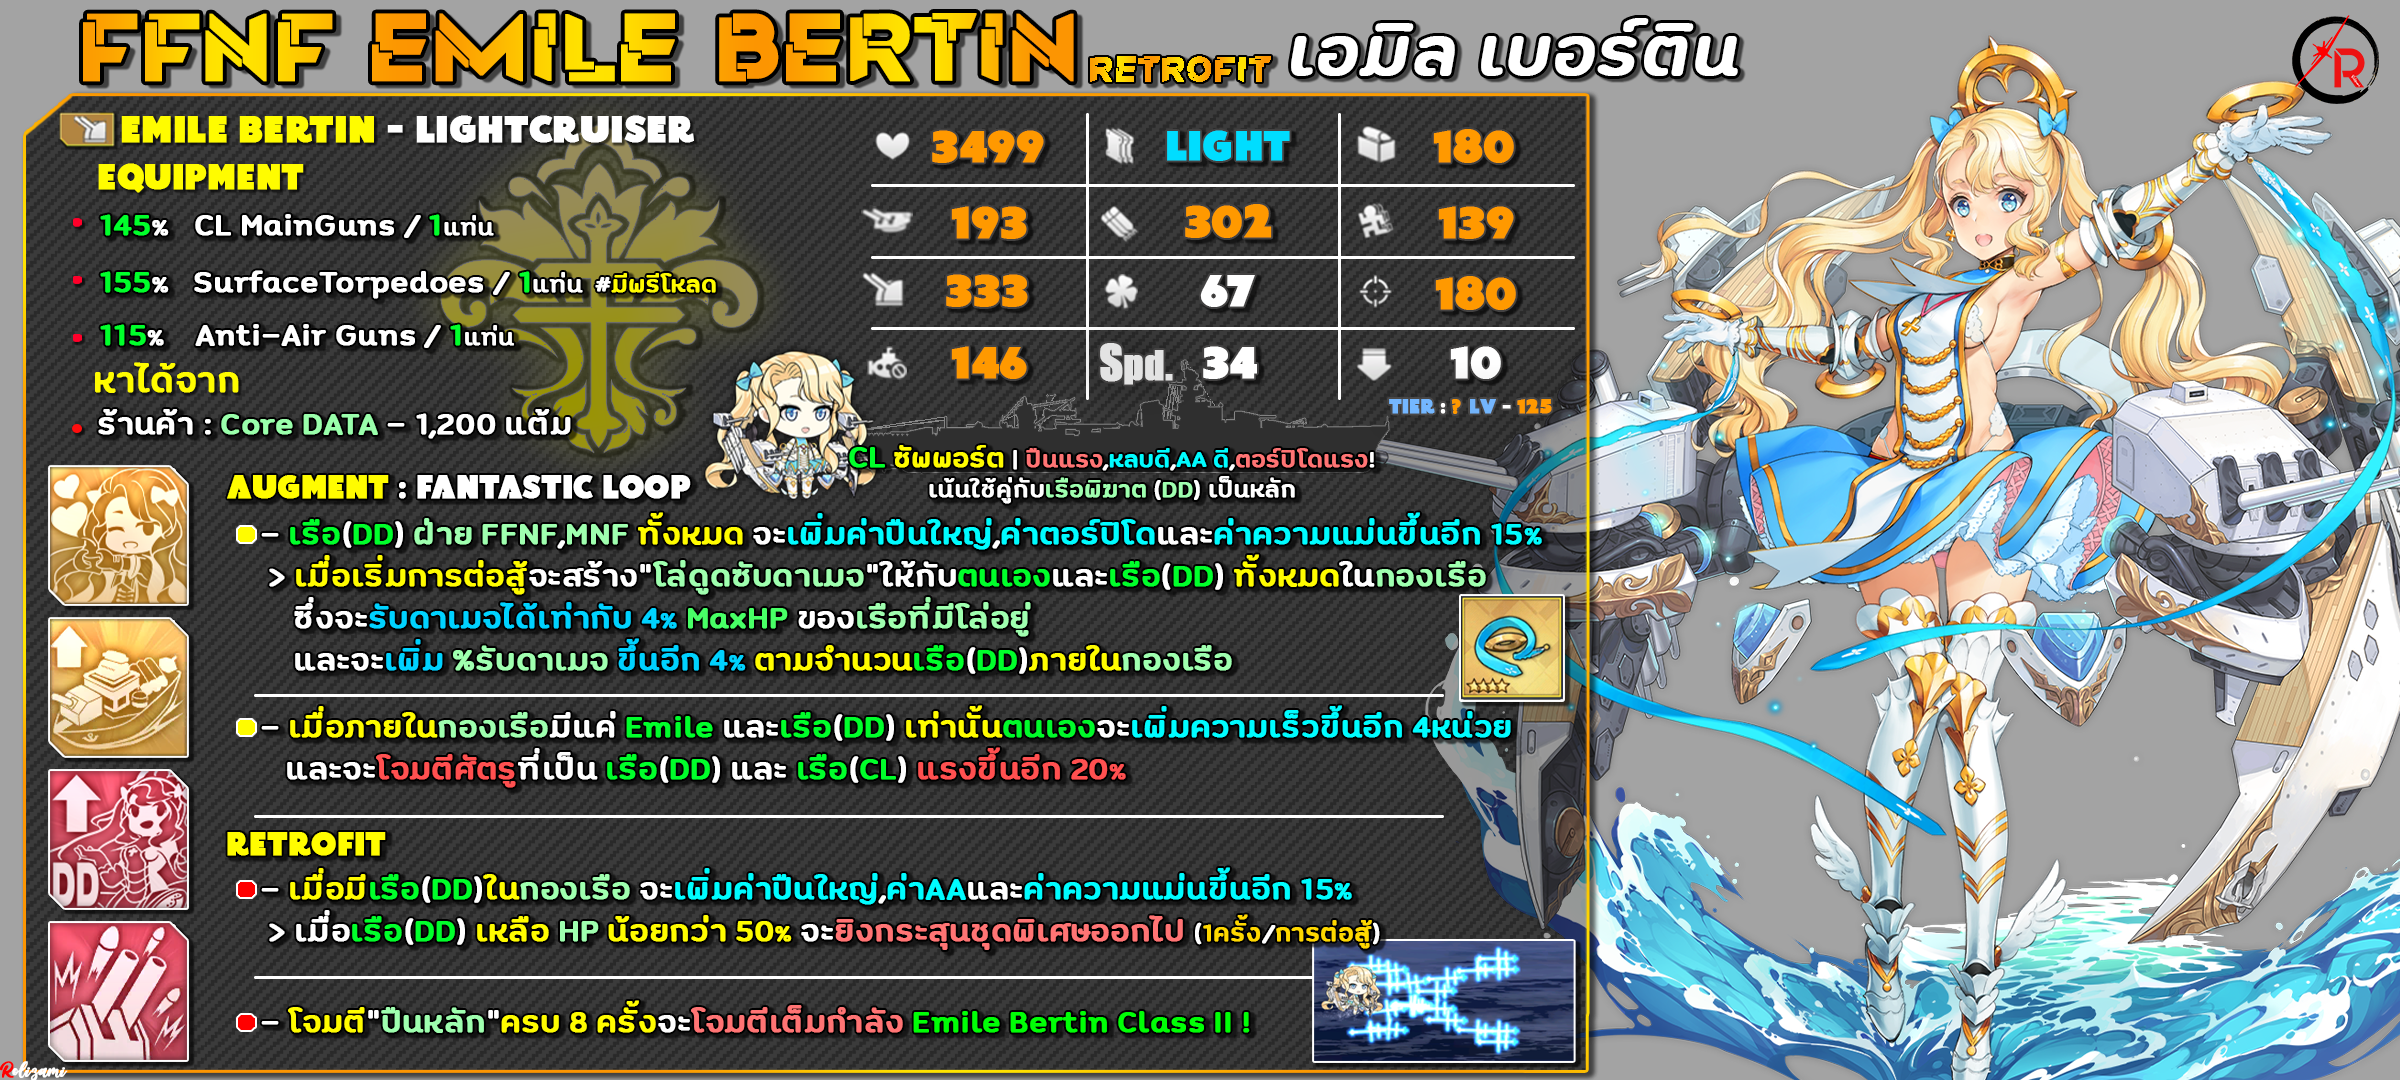 FFNF EMILE BERTIN RETROFIT เอมิล เบอร์ติน
R
EMILE BERTIN - LIGHTCRUISER
EQUIPMENT
145% CL MainGuns / 1แท่น
155% SurfaceTorpedoes / 1แท่น #มีพรีโหลด
115% Anti-Air Guns / 1แท่น
หาได้จาก
ร้านค้า : Core DATA - 1,200 แต้ม
3499 LIGHT 180
193 302 139
333 67 180
146 Spd. 34 10
TIER : ? LV - 125
CL ซัพพอร์ต | ปืนแรง,หลบดี,AA ดี,ตอร์ปิโดแรง!
เน้นใช้คู่กับเรือพิฆาต (DD) เป็นหลัก
AUGMENT : FANTASTIC LOOP
- เรือ(DD) ฝ่าย FFNF,MNF ทั้งหมด จะเพิ่มค่าปืนใหญ่,ค่าตอร์ปิโดและค่าความแม่นขึ้นอีก 15%
> เมื่อเริ่มการต่อสู้จะสร้าง"โล่ดูดซับดาเมจ"ให้กับตนเองและเรือ(DD) ทั้งหมดในกองเรือ
ซึ่งจะรับดาเมจได้เท่ากับ 4% MaxHP ของเรือที่มีโล่อยู่
และจะเพิ่ม %รับดาเมจ ขึ้นอีก 4% ตามจำนวนเรือ(DD)ภายในกองเรือ
- เมื่อภายในกองเรือมีแค่ Emile และเรือ(DD) เท่านั้นตนเองจะเพิ่มความเร็วขึ้นอีก 4หน่วย
และจะโจมตีศัตรูที่เป็น เรือ(DD) และ เรือ(CL) แรงขึ้นอีก 20%
RETROFIT
- เมื่อมีเรือ(DD)ในกองเรือ จะเพิ่มค่าปืนใหญ่,ค่าAAและค่าความแม่นขึ้นอีก 15%
> เมื่อเรือ(DD) เหลือ HP น้อยกว่า 50% จะยิงกระสุนชุดพิเศษออกไป (1ครั้ง/การต่อสู้)
- โจมตี"ปืนหลัก"ครบ 8 ครั้งจะโจมตีเต็มกำลัง Emile Bertin Class II !
DD
Relizami